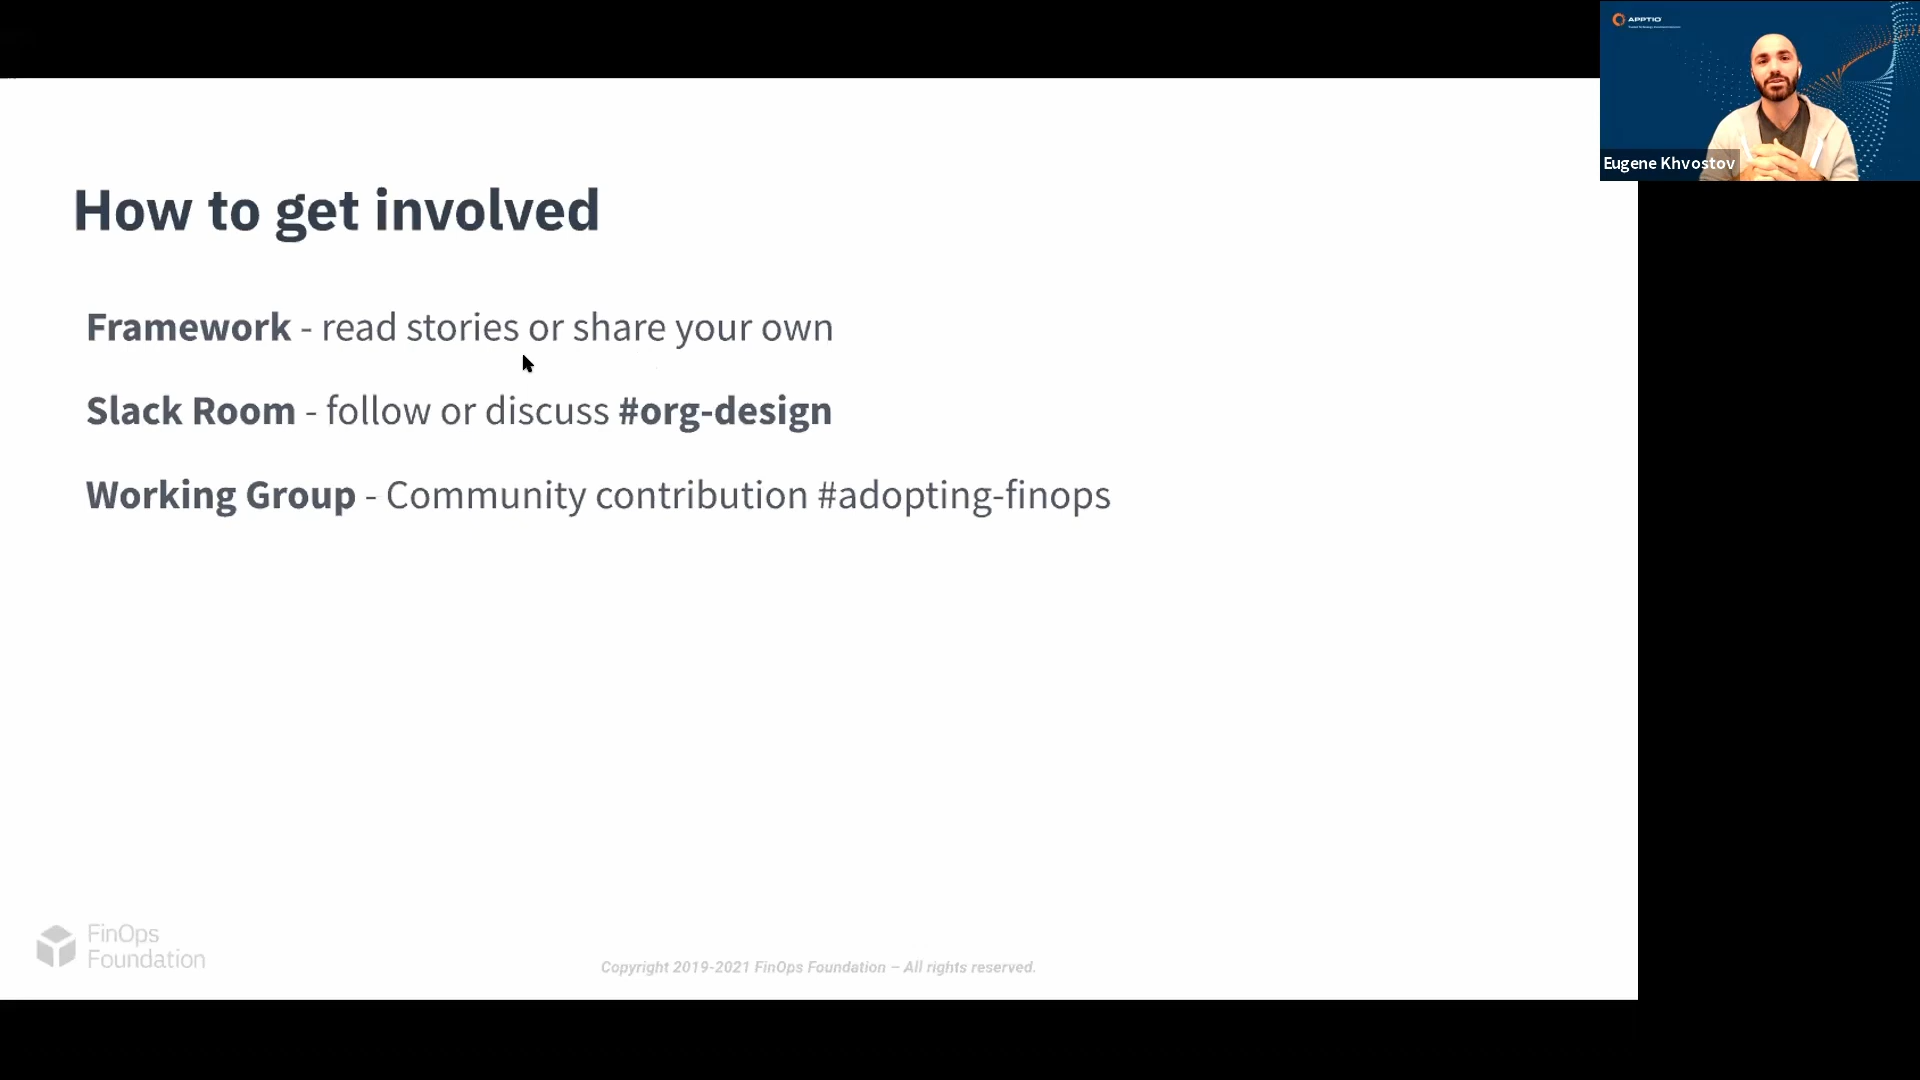 APPTIO
Eugene Khvostov
How to get involved
Framework - read stories or share your own
Slack Room - follow or discuss #org-design
Working Group - Community contribution #adopting-finops
FinOps
Foundation
Copyright 2019-2021 FinOps Foundation – All rights reserved.